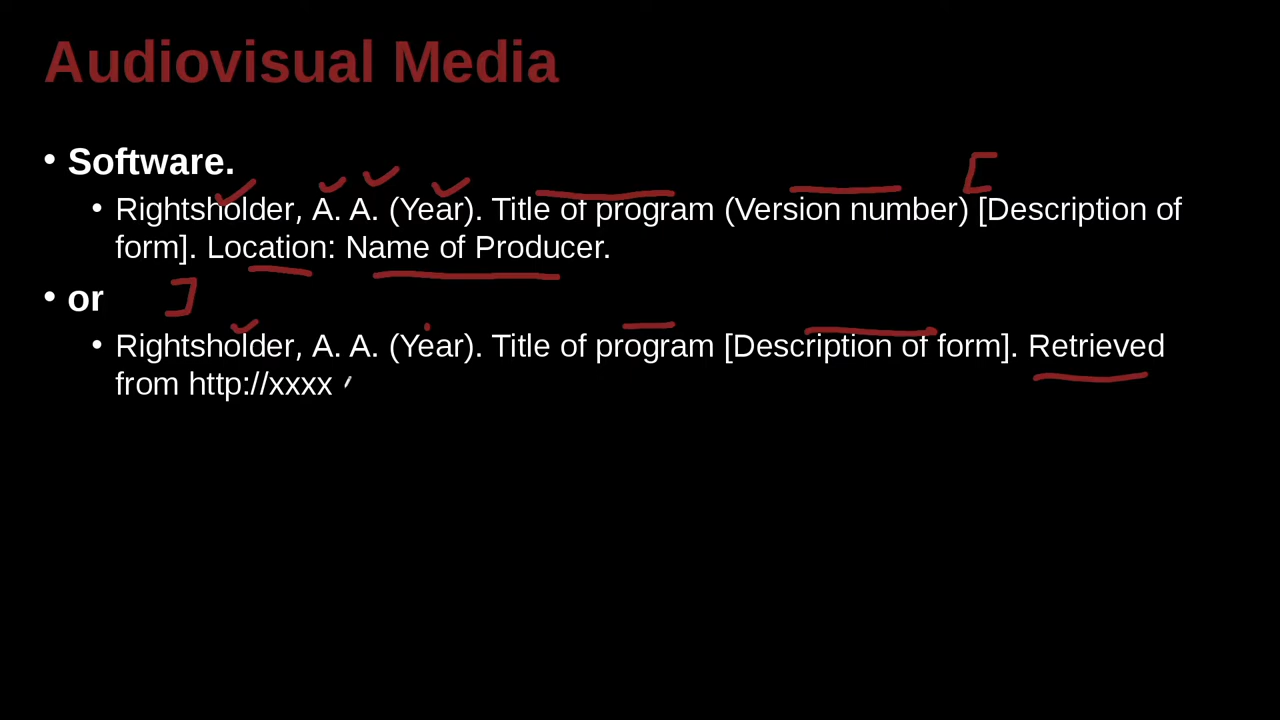 Audiovisual Media
• Software.
• Rightsholder, A. A. (Year). Title of program (Version number) [Description of
form]. Location: Name of Producer.
• or
• Rightsholder, A. A. (Year). Title of program [Description of form]. Retrieved
from http://xxxx